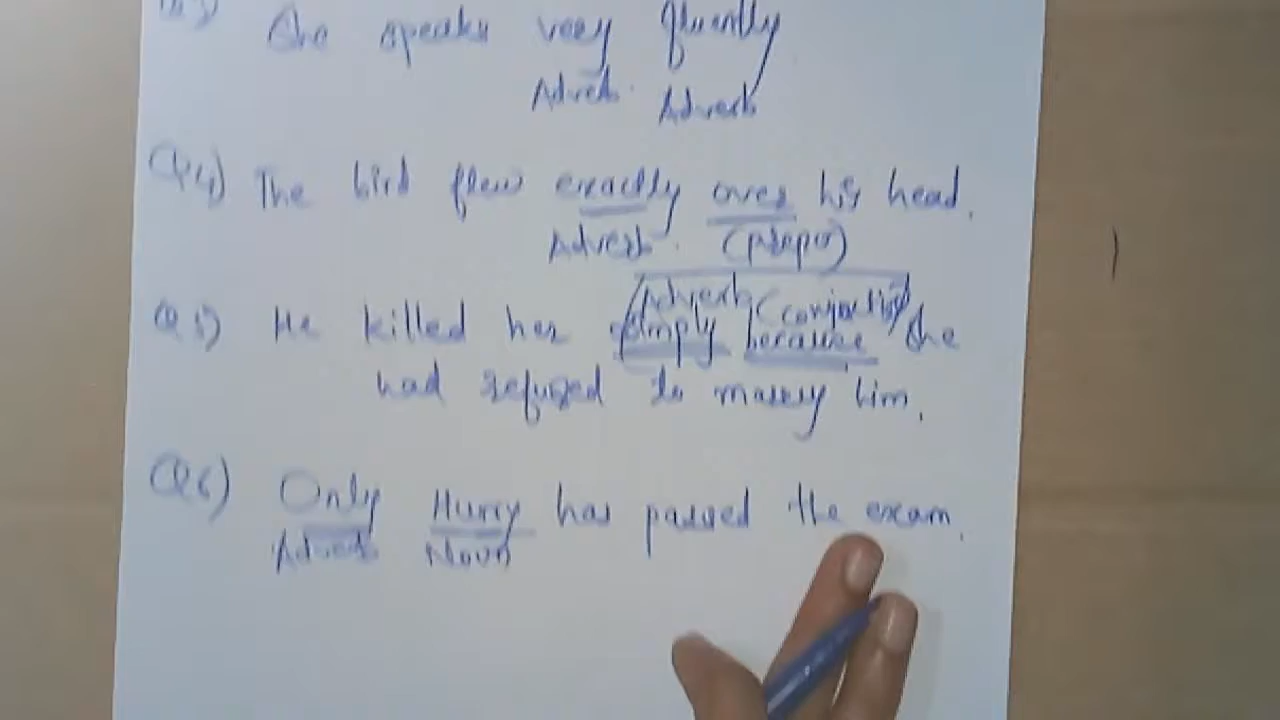 She speaks very fluently
Adverb Adverb
Q4) The bird flew exactly over his head.
Adverb. (prepo)
Adverb (conjunction)
Q5) He killed her simply because she
had refused to marry him.
Q6) Only Hurry has passed the exam.
Adverb Noun